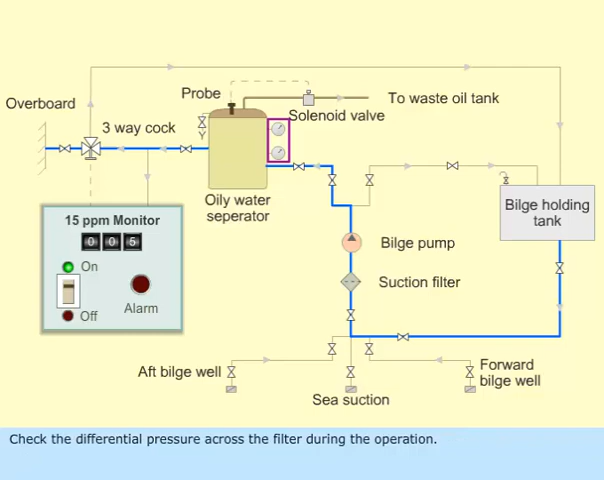 Probe
To waste oil tank
Overboard
Solenoid valve
3 way cock
Oily water
seperator
Bilge holding
tank
15 ppm Monitor
0 0 5
On
Off
Alarm
Bilge pump
Suction filter
Aft bilge well
Forward
bilge well
Sea suction
Check the differential pressure across the filter during the operation.